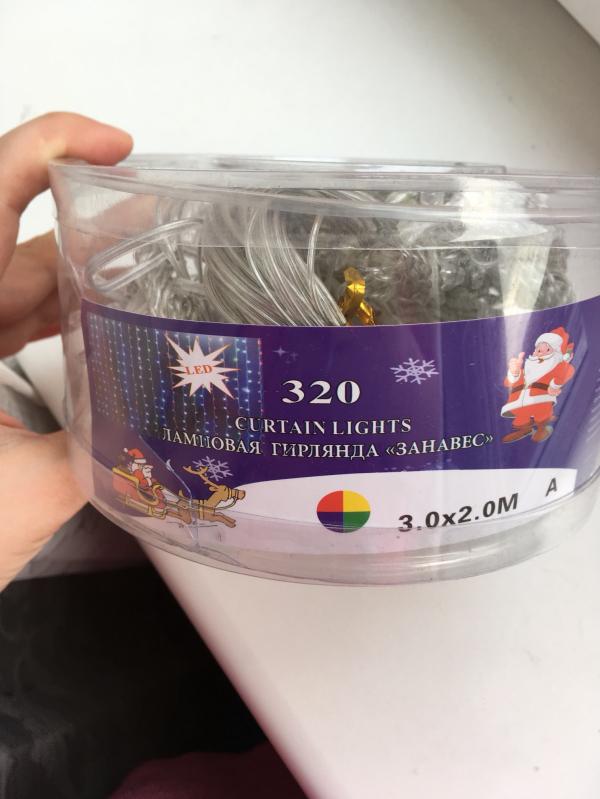 LED
320
CURTAIN LIGHTS
ЛАМПОВАЯ ГИРЛЯНДА «ЗАНАВЕС»
3.0x2.0M A